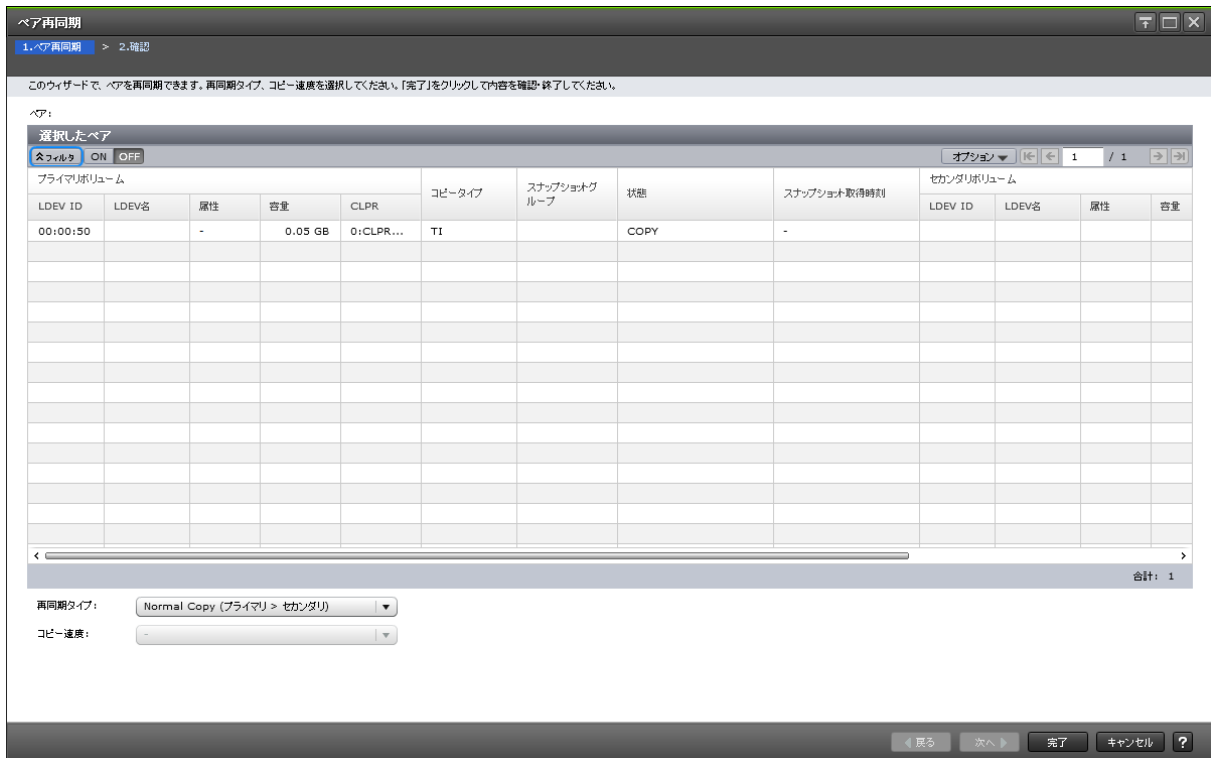 ペア再同期
1.ペア再同期 > 2.確認
このウィザードで、ペアを再同期できます。再同期タイプ、コピー速度を選択してください。「完了」をクリックして内容を確認・終了してください。
ペア:
選択したペア
フィルタ ON OFF オプション 1 / 1
プライマリボリューム コピータイプ スナップショットグループ 状態 スナップショット取得時刻 セカンダリボリューム
LDEV ID LDEV名 属性 容量 CLPR LDEV ID LDEV名 属性 容量
00:00:50 - 0.05 GB 0:CLPR... TI COPY -
合計: 1
再同期タイプ: Normal Copy (プライマリ > セカンダリ)
コピー速度: -
戻る 次へ 完了 キャンセル ?